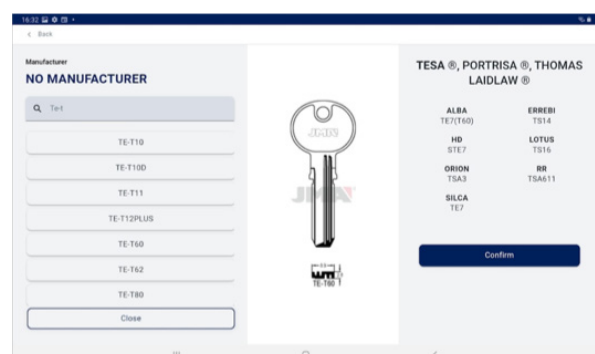 16:32
< Back
Manufacturer
NO MANUFACTURER
Te-t
TE-T10
TE-T10D
TE-T11
TE-T12PLUS
TE-T60
TE-T62
TE-T80
Close
JMA
JMA
TE-T60
TESA ®, PORTRISA ®, THOMAS
LAIDLAW ®
ALBA
TE7(T60)
ERREBI
TS14
HD
STE7
LOTUS
TS16
ORION
TSA3
RR
TSA611
SILCA
TE7
Confirm